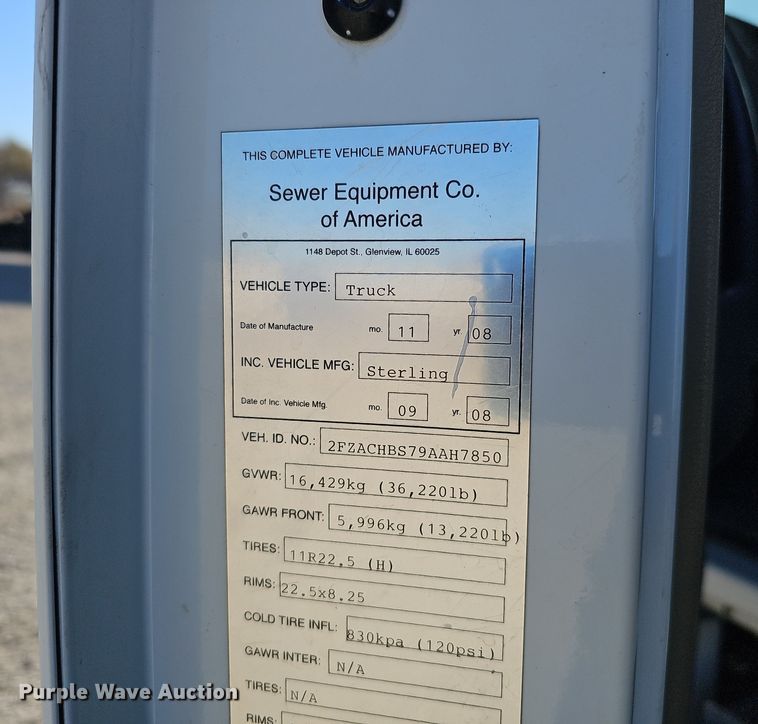 THIS COMPLETE VEHICLE MANUFACTURED BY:
Sewer Equipment Co.
of America
1148 Depot St., Glenview, IL 60025
VEHICLE TYPE: Truck
Date of Manufacture mo. 11 yr. 08
INC. VEHICLE MFG: Sterling
Date of Inc. Vehicle Mfg. mo. 09 yr. 08
VEH. ID. NO.: 2FZACHBS79AAH7850
GVWR: 16,429kg (36,220lb)
GAWR FRONT: 5,996kg (13,220lb)
TIRES: 11R22.5 (H)
RIMS: 22.5x8.25
COLD TIRE INFL: 830kpa (120psi)
GAWR INTER: N/A
TIRES: N/A
RIMS:
Purple Wave Auction